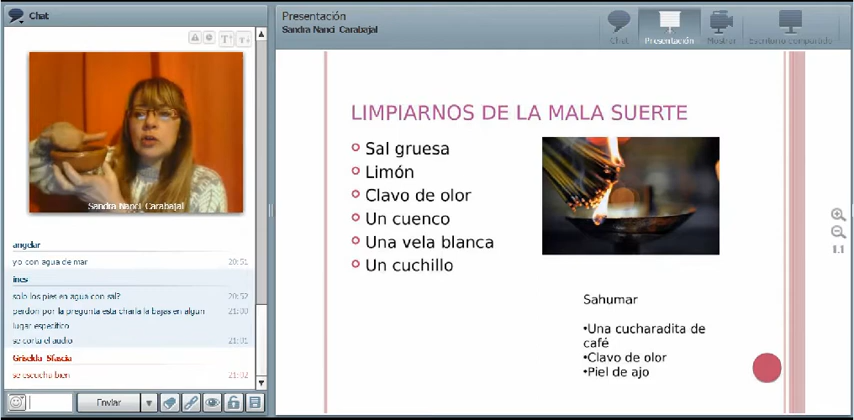 Chat
Sandra Nanci Carabajal
angelar
yo con agua de mar 20:51
ines
solo los pies en agua con sal? 20:52
perdon por la pregunta esta charla la bajas en algun 21:00
lugar especifico
se corta el audio 21:01
Griselda Sfascia
se escucha bien 21:02
Enviar
Presentación
Sandra Nanci Carabajal
Chat
Presentación
Mostrar
Escritorio compartido
LIMPIARNOS DE LA MALA SUERTE
Sal gruesa
Limón
Clavo de olor
Un cuenco
Una vela blanca
Un cuchillo
Sahumar
•Una cucharadita de
café
•Clavo de olor
•Piel de ajo
1:1